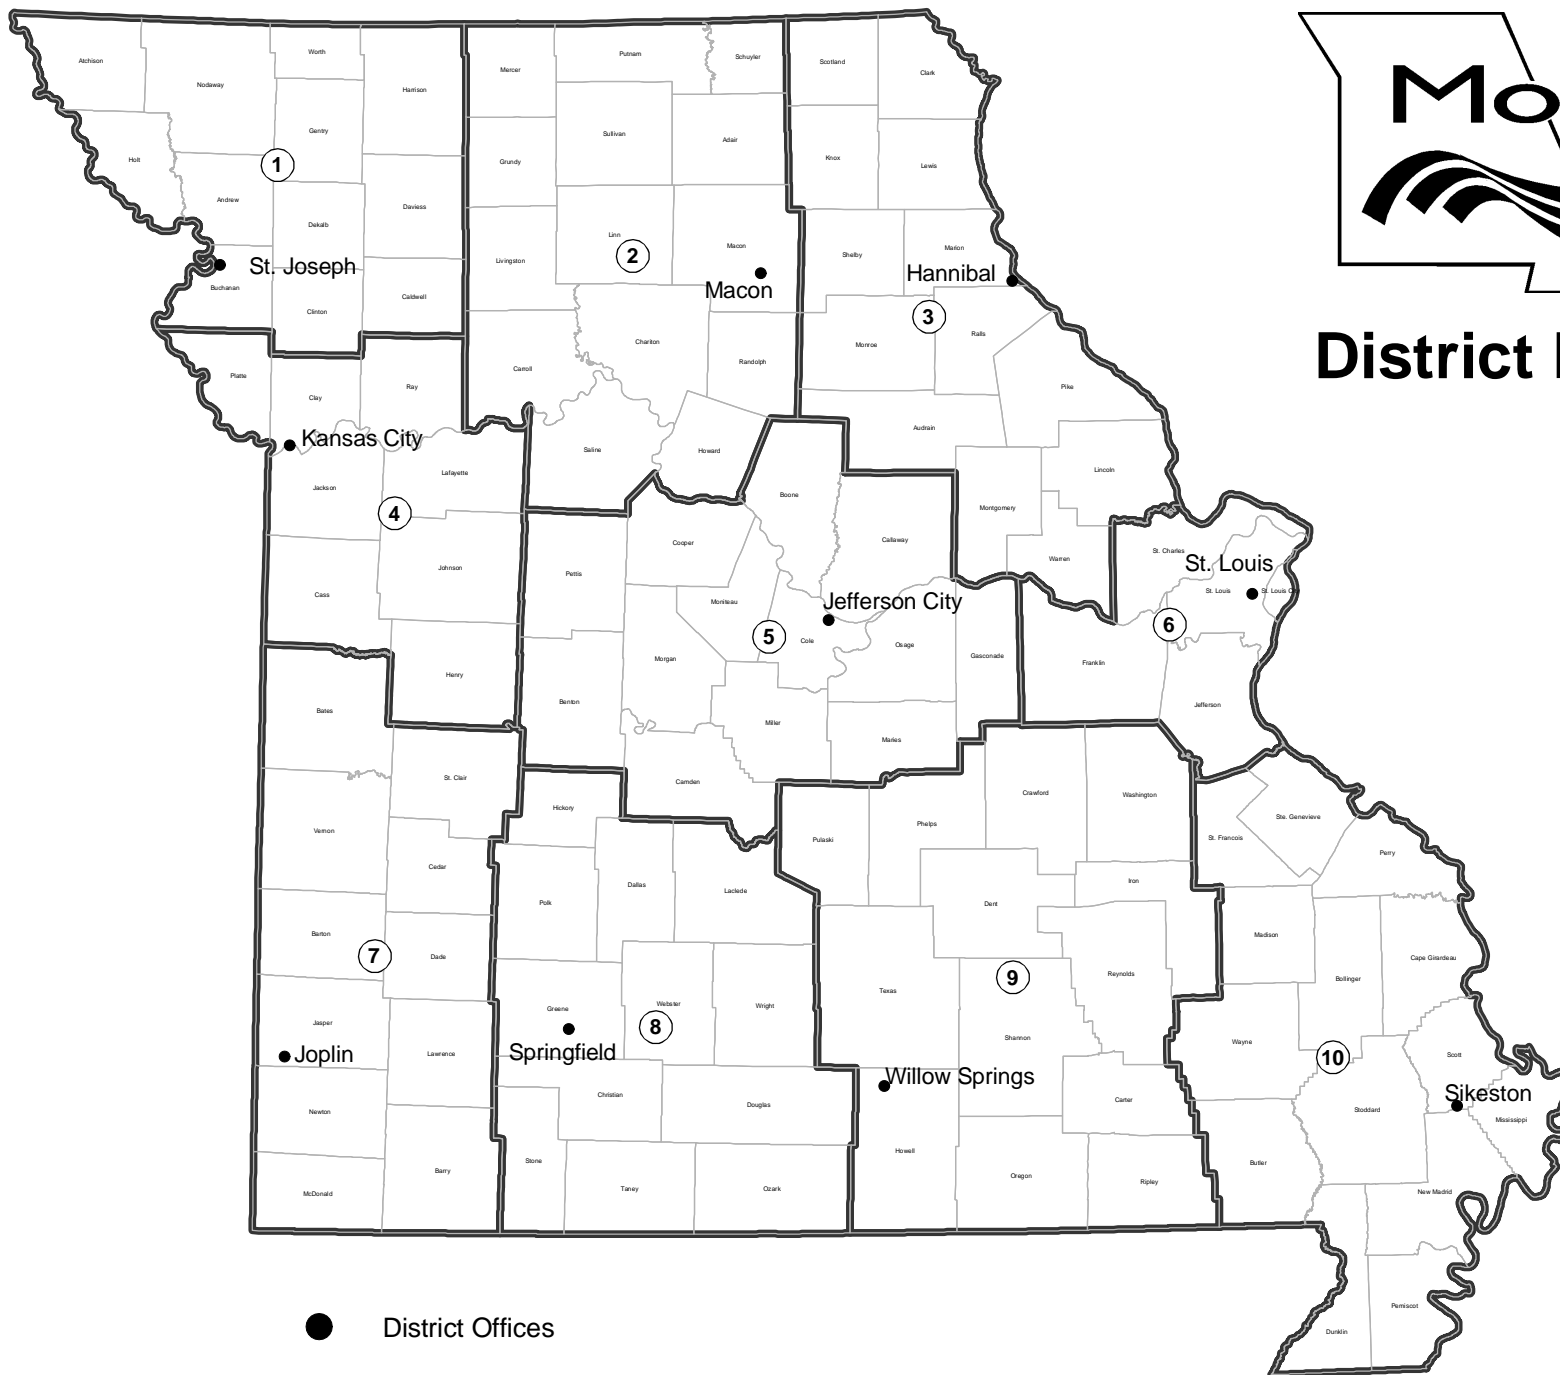 Mo
District
Atchison
Nodaway
Worth
Harrison
Mercer
Putnam
Schuyler
Scotland
Clark
Gentry
Sullivan
Adair
Knox
Lewis
Holt
Grundy
1
Andrew
Dekalb
Daviess
Linn
2
Macon
Shelby
Marion
Livingston
St. Joseph
Macon
Hannibal
Buchanan
Clinton
Caldwell
3
Chariton
Randolph
Monroe
Ralls
Platte
Clay
Ray
Carroll
Pike
Kansas City
Audrain
Saline
Howard
Lafayette
Lincoln
Jackson
Boone
Montgomery
4
Cooper
Callaway
Warren
St. Charles
St. Louis
Johnson
Pettis
St. Louis
St. Louis City
Cass
Moniteau
Jefferson City
5
Cole
Osage
Gasconade
6
Franklin
Morgan
Henry
Benton
Jefferson
Bates
Miller
Maries
St. Clair
Camden
Crawford
Washington
Hickory
Phelps
Pulaski
Ste. Genevieve
St. Francois
Vernon
Perry
Cedar
Dallas
Laclede
Iron
Polk
Dent
Barton
Madison
7
Dade
Cape Girardeau
Bollinger
Reynolds
9
Texas
Greene
Webster
Wright
8
Jasper
Joplin
Lawrence
Springfield
Shannon
Wayne
10
Scott
Willow Springs
Sikeston
Newton
Christian
Douglas
Carter
Stoddard
Mississippi
Howell
Barry
Stone
Taney
Ozark
Oregon
Ripley
Butler
McDonald
New Madrid
Pemiscot
Dunklin
District Offices